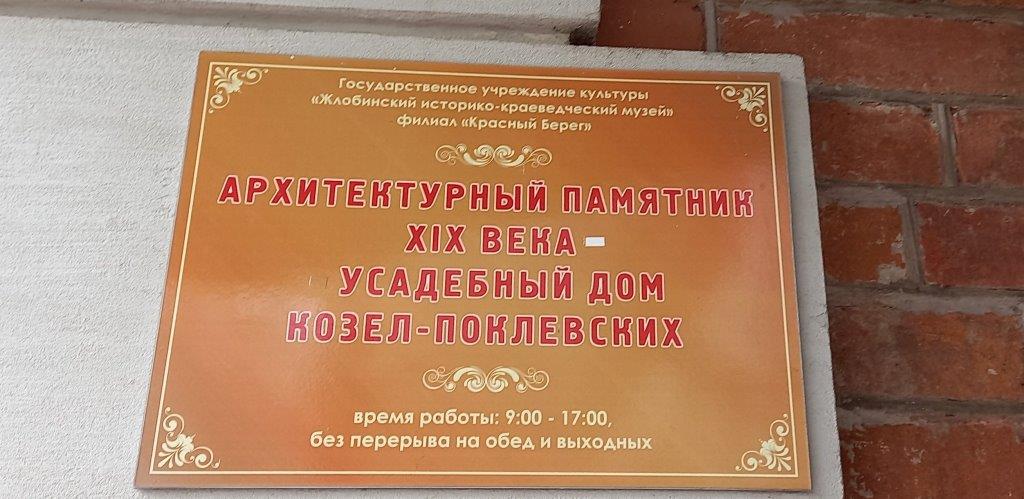 Государственное учреждение культуры
«Жлобинский историко-краеведческий музей»
филиал «Красный Берег»
АРХИТЕКТУРНЫЙ ПАМЯТНИК
XIX ВЕКА -
УСАДЕБНЫЙ ДОМ
КОЗЕЛ-ПОКЛЕВСКИХ
время работы: 9:00 - 17:00,
без перерыва на обед и выходных